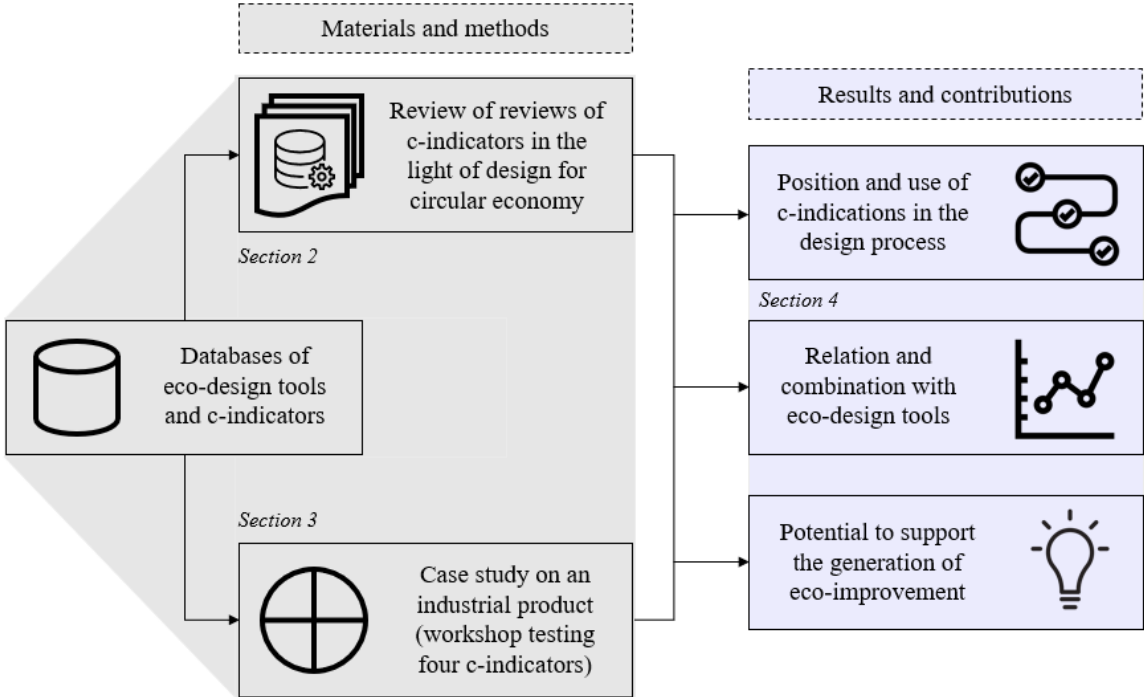 Materials and methods
Review of reviews of
c-indicators in the
light of design for
circular economy
Section 2
Databases of
eco-design tools
and c-indicators
Section 3
Case study on an
industrial product
(workshop testing
four c-indicators)
Results and contributions
Position and use of
c-indications in the
design process
Section 4
Relation and
combination with
eco-design tools
Potential to support
the generation of
eco-improvement